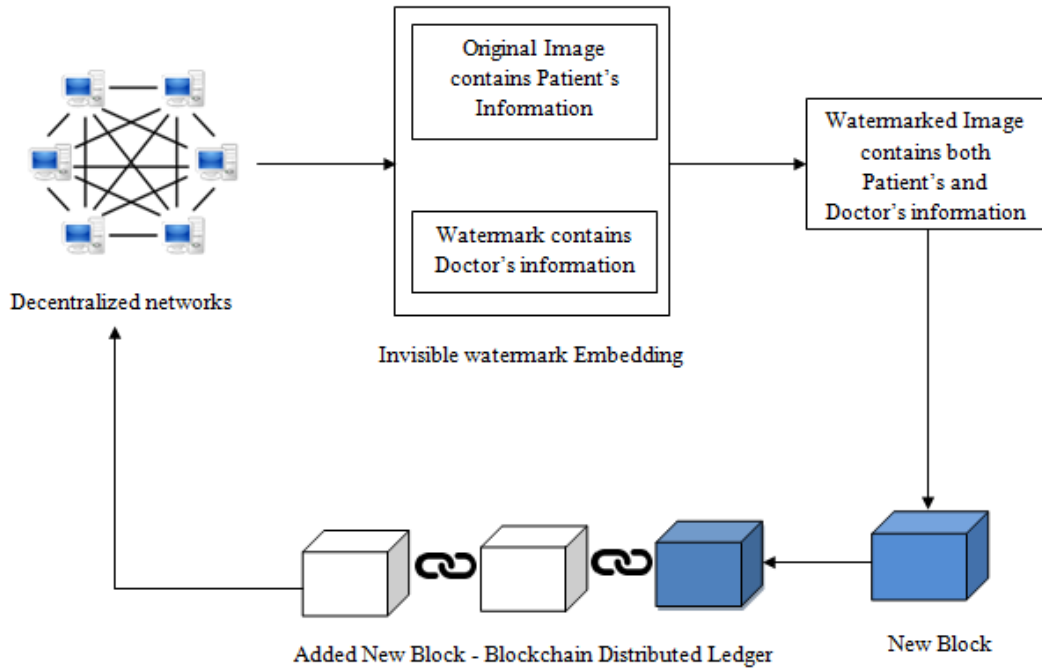 Original Image
contains Patient's
Information
Watermark contains
Doctor's information
Watermarked Image
contains both
Patient's and
Doctor's information
Decentralized networks
Invisible watermark Embedding
Added New Block - Blockchain Distributed Ledger
New Block